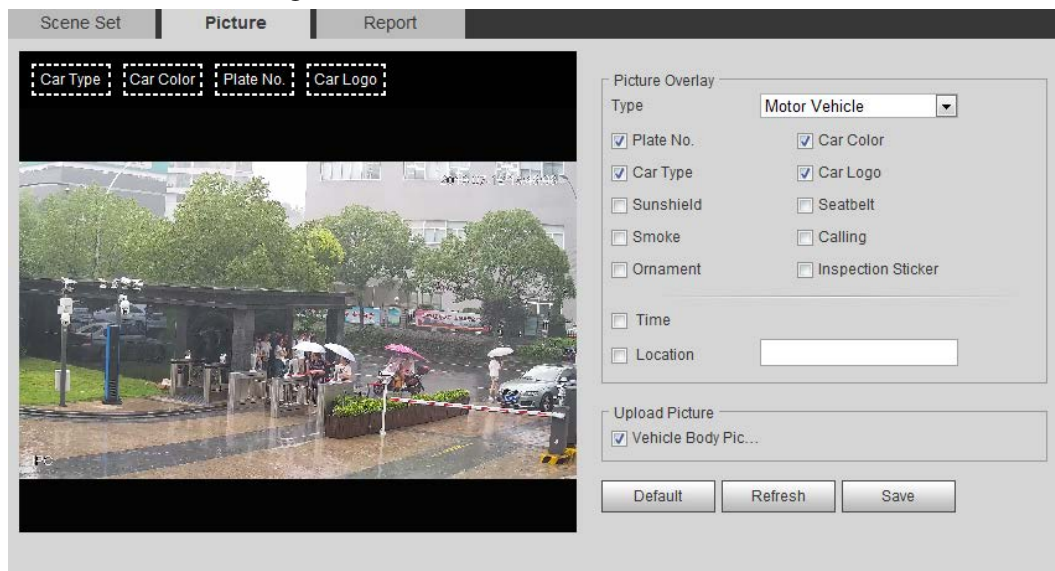 Scene Set Picture Report
Car Type Car Color Plate No. Car Logo
Picture Overlay
Type Motor Vehicle
Plate No. Car Color
Car Type Car Logo
Sunshield Seatbelt
Smoke Calling
Ornament Inspection Sticker
Time
Location
Upload Picture
Vehicle Body Pic...
Default Refresh Save